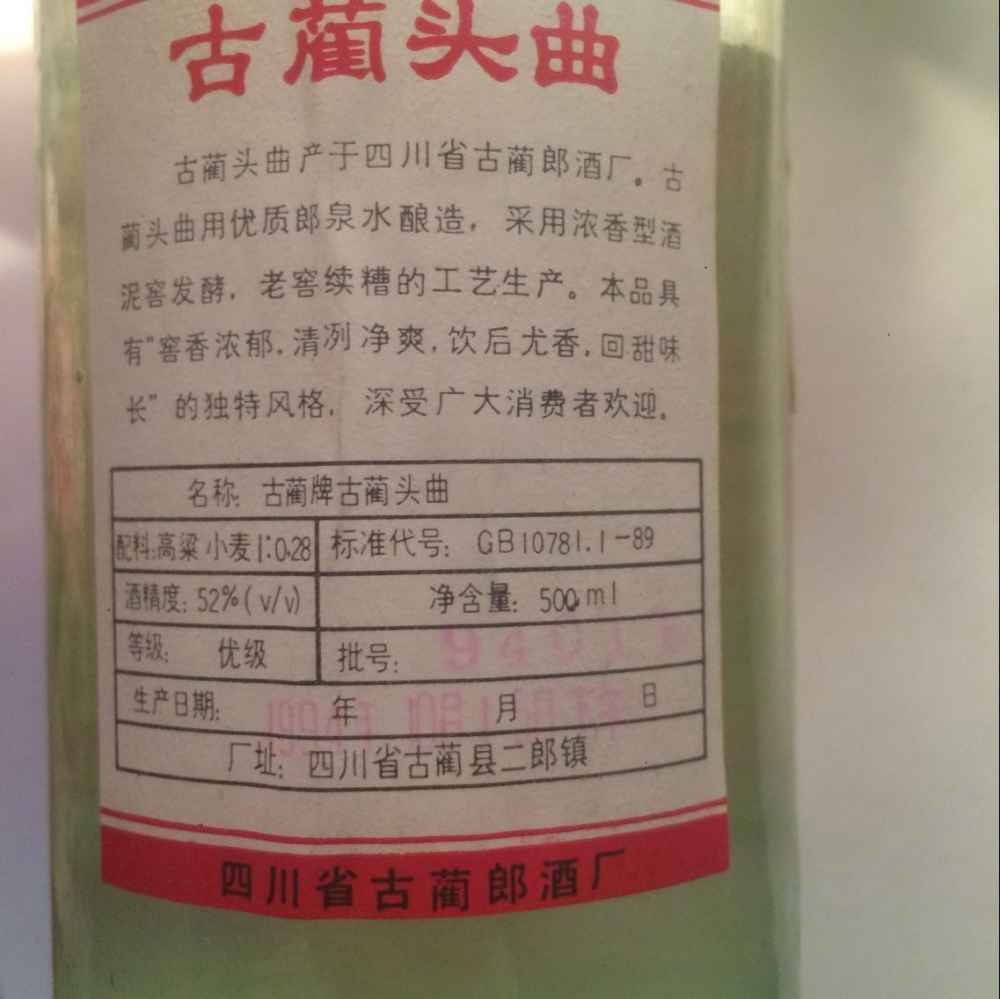 古蔺头曲
古蔺头曲产于四川省古蔺郎酒厂。古
蔺头曲用优质郎泉水酿造，采用浓香型酒
泥窖发酵，老窖续糟的工艺生产。本品具
有"窖香浓郁，清冽净爽，饮后尤香，回甜味
长"的独特风格，深受广大消费者欢迎。
名称：古蔺牌古蔺头曲
配料：高粱 小麦 1:0.28 标准代号：GB10781.1-89
酒精度：52%(v/v) 净含量：500ml
等级：优级 批号：
生产日期： 年 月 日
厂址：四川省古蔺县二郎镇
四川省古蔺郎酒厂